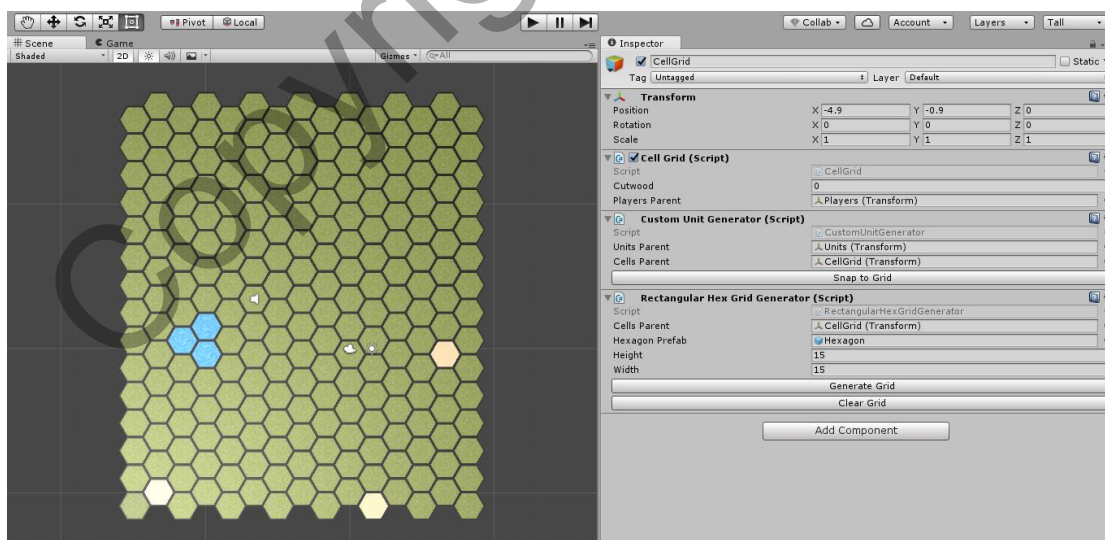 Pivot Local Collab Account Layers Tall
Scene Game Inspector
Shaded 2D Gizmos All
CellGrid Static
Tag Untagged Layer Default
Transform
Position X -4.9 Y -0.9 Z 0
Rotation X 0 Y 0 Z 0
Scale X 1 Y 1 Z 1
Cell Grid (Script)
Script CellGrid
Cutwood 0
Players Parent Players (Transform)
Custom Unit Generator (Script)
Script CustomUnitGenerator
Units Parent Units (Transform)
Cells Parent CellGrid (Transform)
Snap to Grid
Rectangular Hex Grid Generator (Script)
Script RectangularHexGridGenerator
Cells Parent CellGrid (Transform)
Hexagon Prefab Hexagon
Height 15
Width 15
Generate Grid
Clear Grid
Add Component